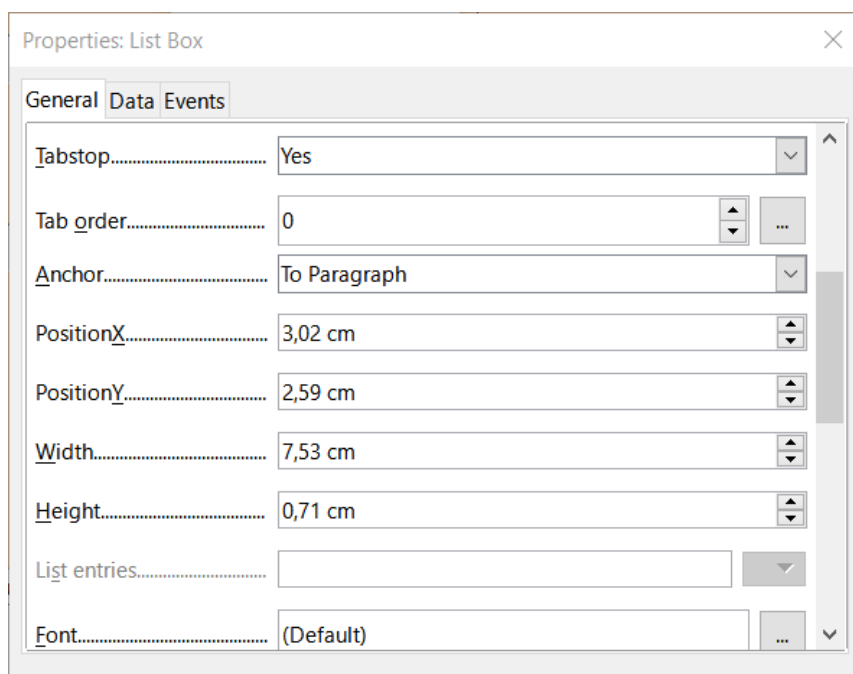 Properties: List Box
General Data Events
Tabstop........................................ Yes
Tab order.................................... 0 ...
Anchor.......................................... To Paragraph
PositionX..................................... 3,02 cm
PositionY..................................... 2,59 cm
Width............................................ 7,53 cm
Height.......................................... 0,71 cm
List entries..................................
Font................................................ (Default) ...